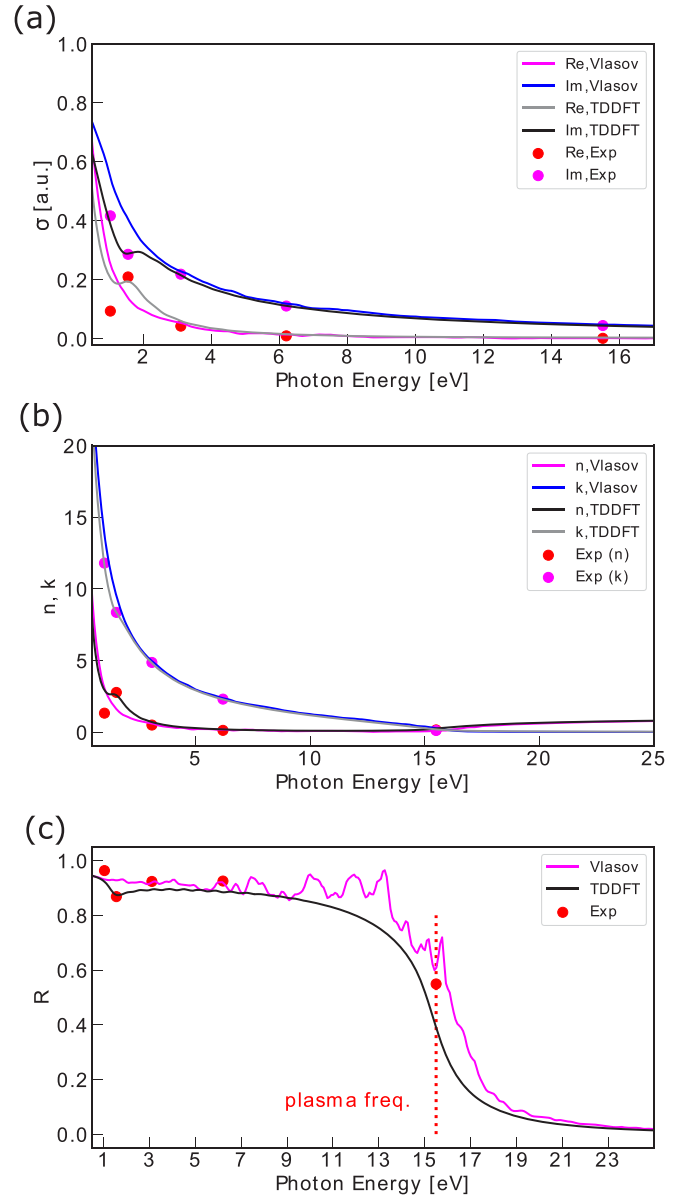 (a)
1.0
0.8
0.6
0.4
0.2
0.0
σ [a.u.]
Re,Vlasov
Im,Vlasov
Re,TDDFT
Im,TDDFT
Re,Exp
Im,Exp
2 4 6 8 10 12 14 16
Photon Energy [eV]
(b)
20
15
10
5
0
n, k
n,Vlasov
k,Vlasov
n,TDDFT
k,TDDFT
Exp (n)
Exp (k)
5 10 15 20 25
Photon Energy [eV]
(c)
1.0
0.8
0.6
0.4
0.2
0.0
R
Vlasov
TDDFT
Exp
plasma freq.
1 3 5 7 9 11 13 15 17 19 21 23
Photon Energy [eV]